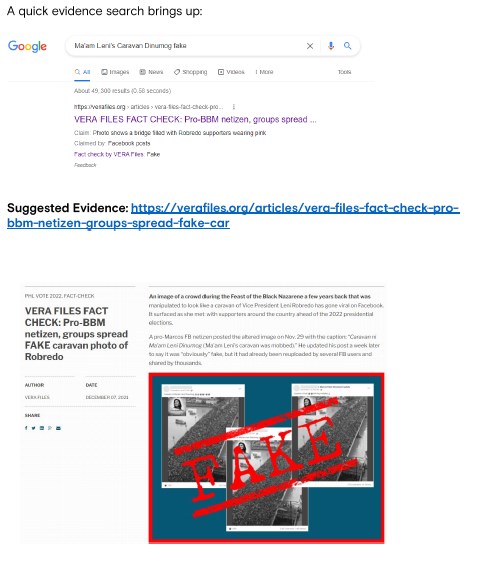 A quick evidence search brings up:
Google
Ma'am Leni's Caravan Dinumog fake
All Images News Shopping Videos More Tools
About 49,300 results (0.58 seconds)
https://verafiles.org › articles › vera-files-fact-check-pro...
VERA FILES FACT CHECK: Pro-BBM netizen, groups spread ...
Claim: Photo shows a bridge filled with Robredo supporters wearing pink
Claimed by: Facebook posts
Fact check by VERA Files: Fake
Feedback
Suggested Evidence: https://verafiles.org/articles/vera-files-fact-check-pro-
bbm-netizen-groups-spread-fake-car
PHL VOTE 2022, FACT-CHECK
VERA FILES FACT
CHECK: Pro-BBM
netizen, groups spread
FAKE caravan photo of
Robredo
AUTHOR DATE
VERA FILES DECEMBER 07, 2021
SHARE
An image of a crowd during the Feast of the Black Nazarene a few years back that was
manipulated to look like a caravan of Vice President Leni Robredo has gone viral on Facebook.
It surfaced as she met with supporters around the country ahead of the 2022 presidential
elections.
A pro-Marcos FB netizen posted the altered image on Nov. 29 with the caption: "Caravan ni
Ma'am Leni Dinumog (Ma'am Leni's caravan was mobbed)." He updated his post a week later
to say it was "obviously" fake, but it had already been reuploaded by several FB users and
shared by thousands.
FAKE